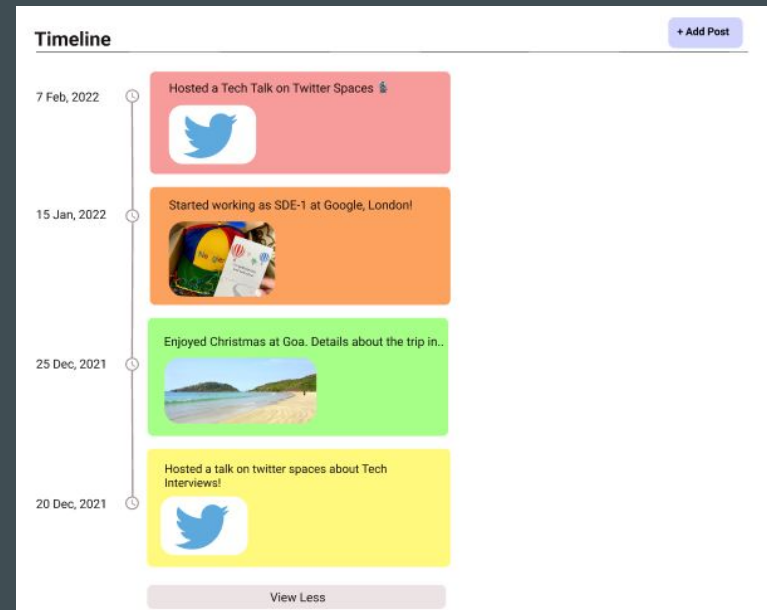 Timeline
+ Add Post
7 Feb, 2022
Hosted a Tech Talk on Twitter Spaces
15 Jan, 2022
Started working as SDE-1 at Google, London!
25 Dec, 2021
Enjoyed Christmas at Goa. Details about the trip in..
20 Dec, 2021
Hosted a talk on twitter spaces about Tech
Interviews!
View Less